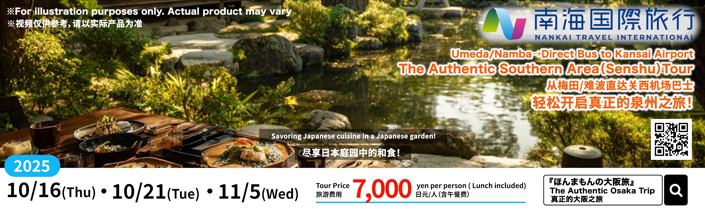 ※For illustration purposes only. Actual product may vary
※视频仅供参考，请以实际产品为准
南海国際旅行
NANKAI TRAVEL INTERNATIONAL
Umeda/Namba→Direct Bus to Kansai Airport
The Authentic Southern Area(Senshu)Tour
从梅田/难波直达关西机场巴士
轻松开启真正的泉州之旅！
Savoring Japanese cuisine in a Japanese garden!
尽享日本庭园中的和食！
2025
10/16(Thu)・10/21(Tue)・11/5(Wed)
Tour Price 7,000 yen per person ( Lunch included)
旅游费用 日元/人（含午餐费）
『ほんまもんの大阪旅』
The Authentic Osaka Trip
真正的大阪之旅